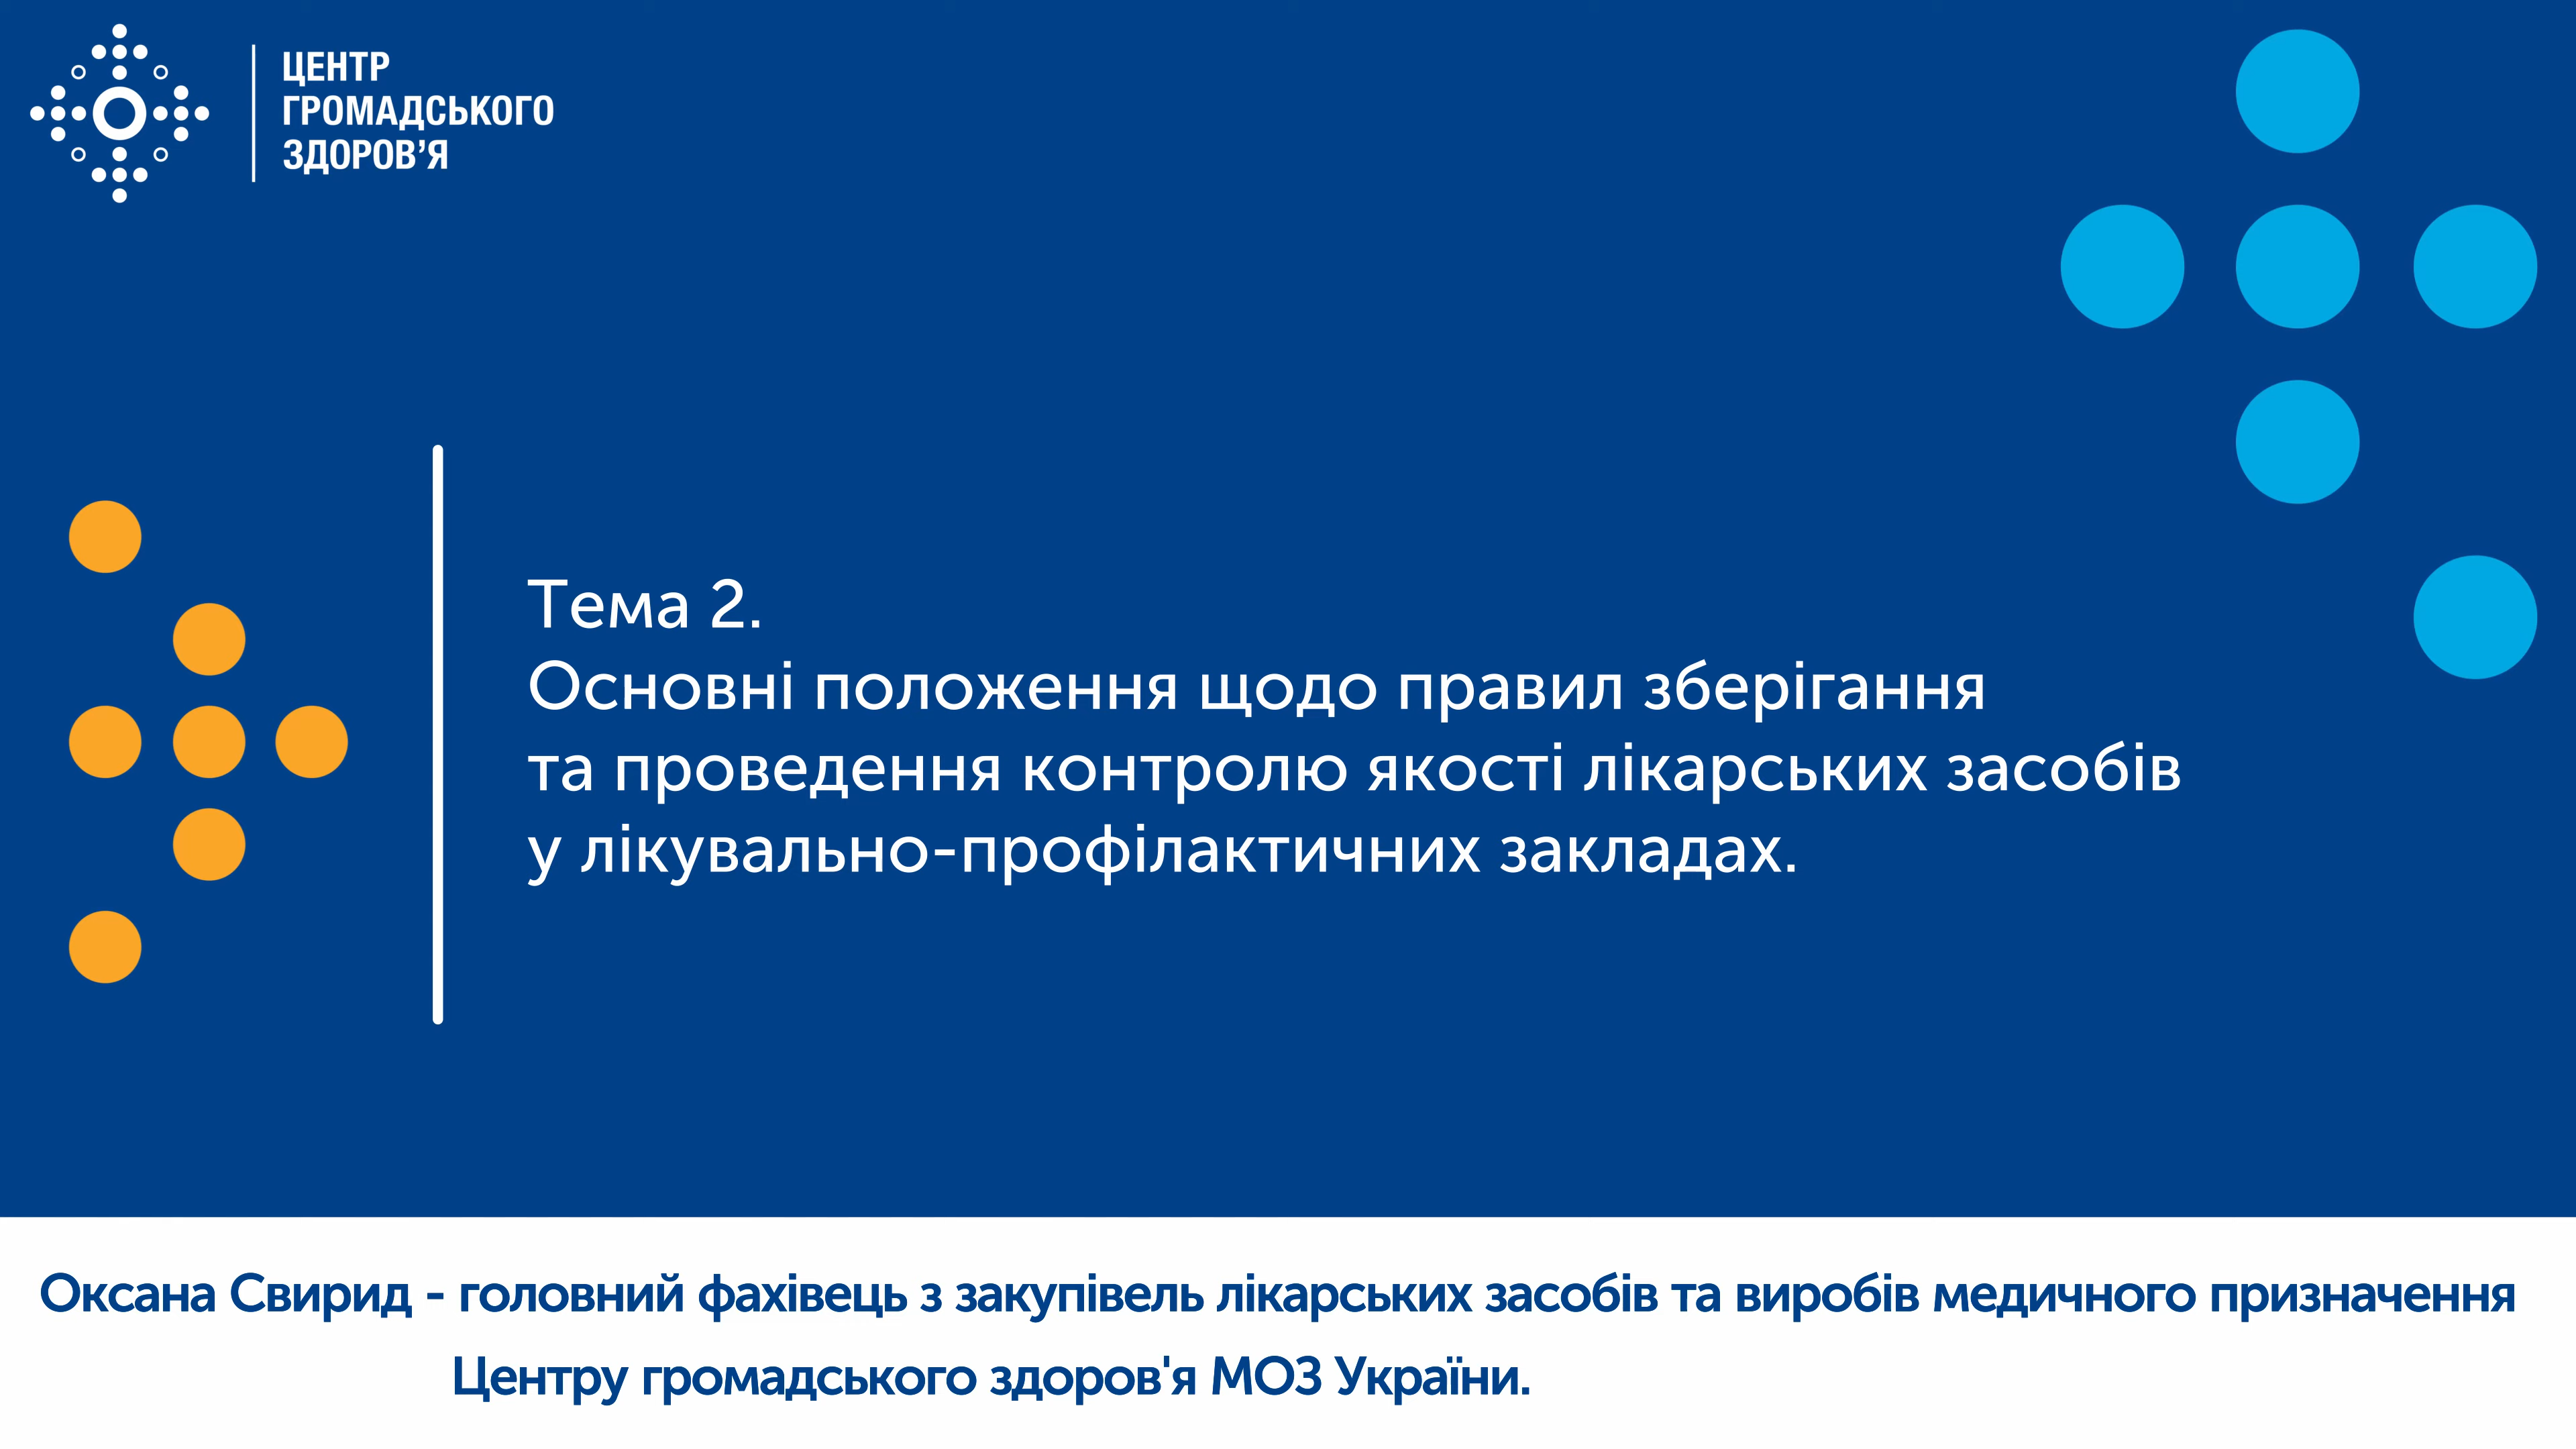 ЦЕНТР
ГРОМАДСЬКОГО
ЗДОРОВ’Я
Тема 2.
Основні положення щодо правил зберігання
та проведення контролю якості лікарських засобів
у лікувально-профілактичних закладах.
Оксана Свирид - головний фахівець з закупівель лікарських засобів та виробів медичного призначення
Центру громадського здоров'я МОЗ України.